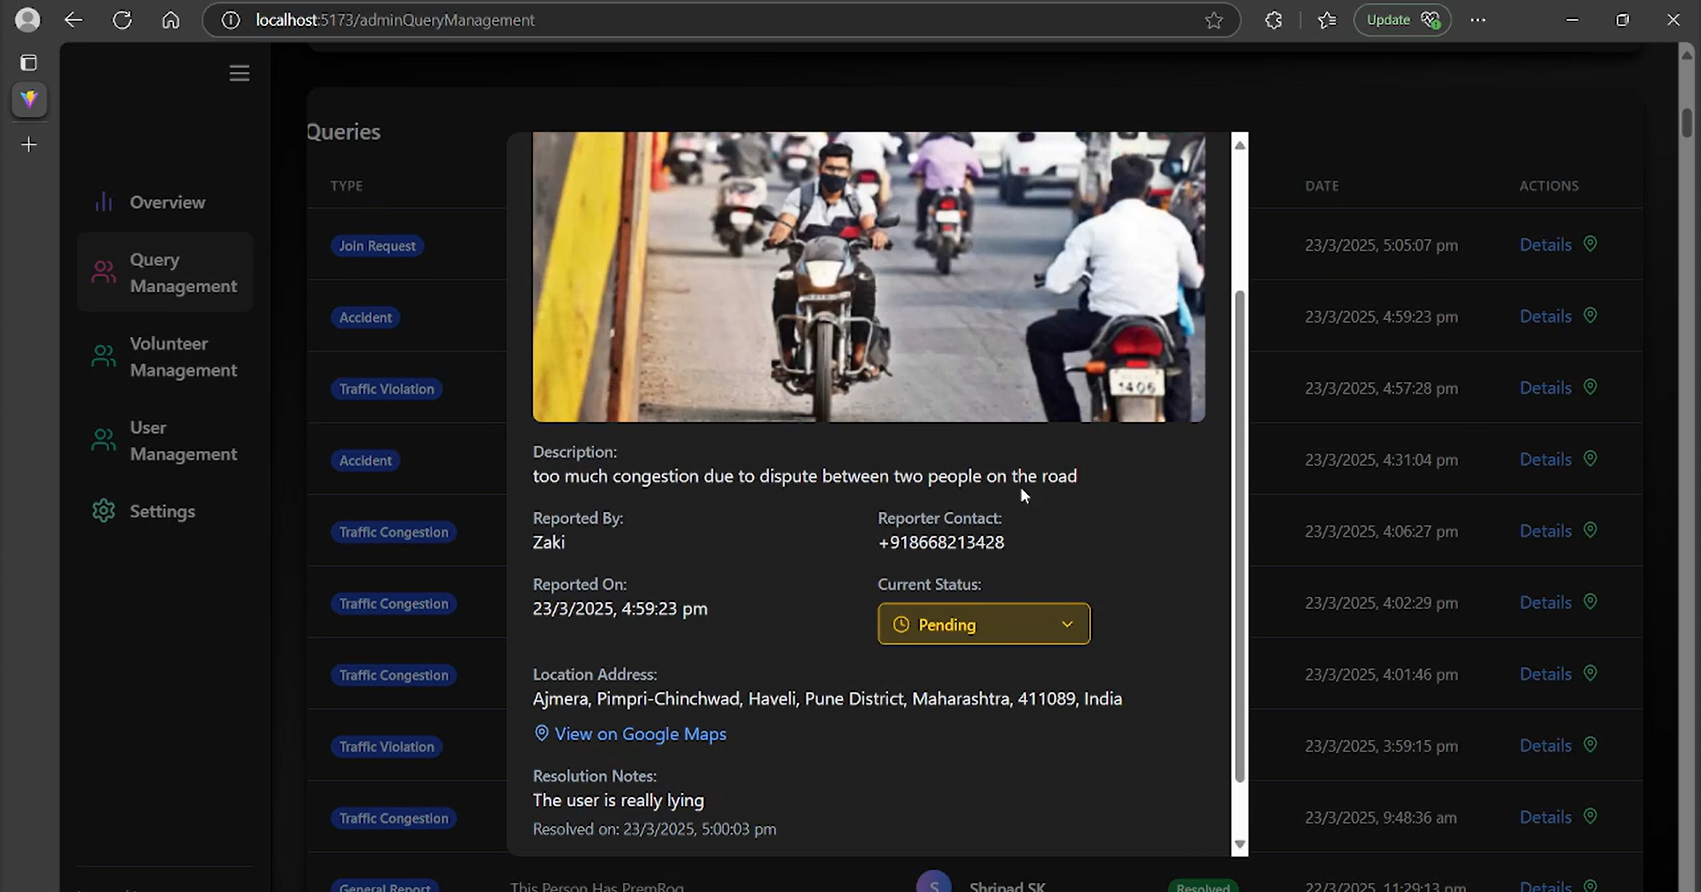 localhost:5173/adminQueryManagement
Update
Overview
Query
Management
Volunteer
Management
User
Management
Settings
Queries
TYPE
DATE
ACTIONS
Join Request
23/3/2025, 5:05:07 pm
Details
Accident
23/3/2025, 4:59:23 pm
Details
Traffic Violation
23/3/2025, 4:57:28 pm
Details
Accident
23/3/2025, 4:31:04 pm
Details
Traffic Congestion
23/3/2025, 4:06:27 pm
Details
Traffic Congestion
23/3/2025, 4:02:29 pm
Details
Traffic Congestion
23/3/2025, 4:01:46 pm
Details
Traffic Violation
23/3/2025, 3:59:15 pm
Details
Traffic Congestion
23/3/2025, 9:48:36 am
Details
General Report
This Person Has PremRog
S
Shripad SK
Resolved
22/3/2025, 11:29:13 pm
Details
1406
Description:
too much congestion due to dispute between two people on the road
Reported By:
Zaki
Reporter Contact:
+918668213428
Reported On:
23/3/2025, 4:59:23 pm
Current Status:
Pending
Location Address:
Ajmera, Pimpri-Chinchwad, Haveli, Pune District, Maharashtra, 411089, India
View on Google Maps
Resolution Notes:
The user is really lying
Resolved on: 23/3/2025, 5:00:03 pm